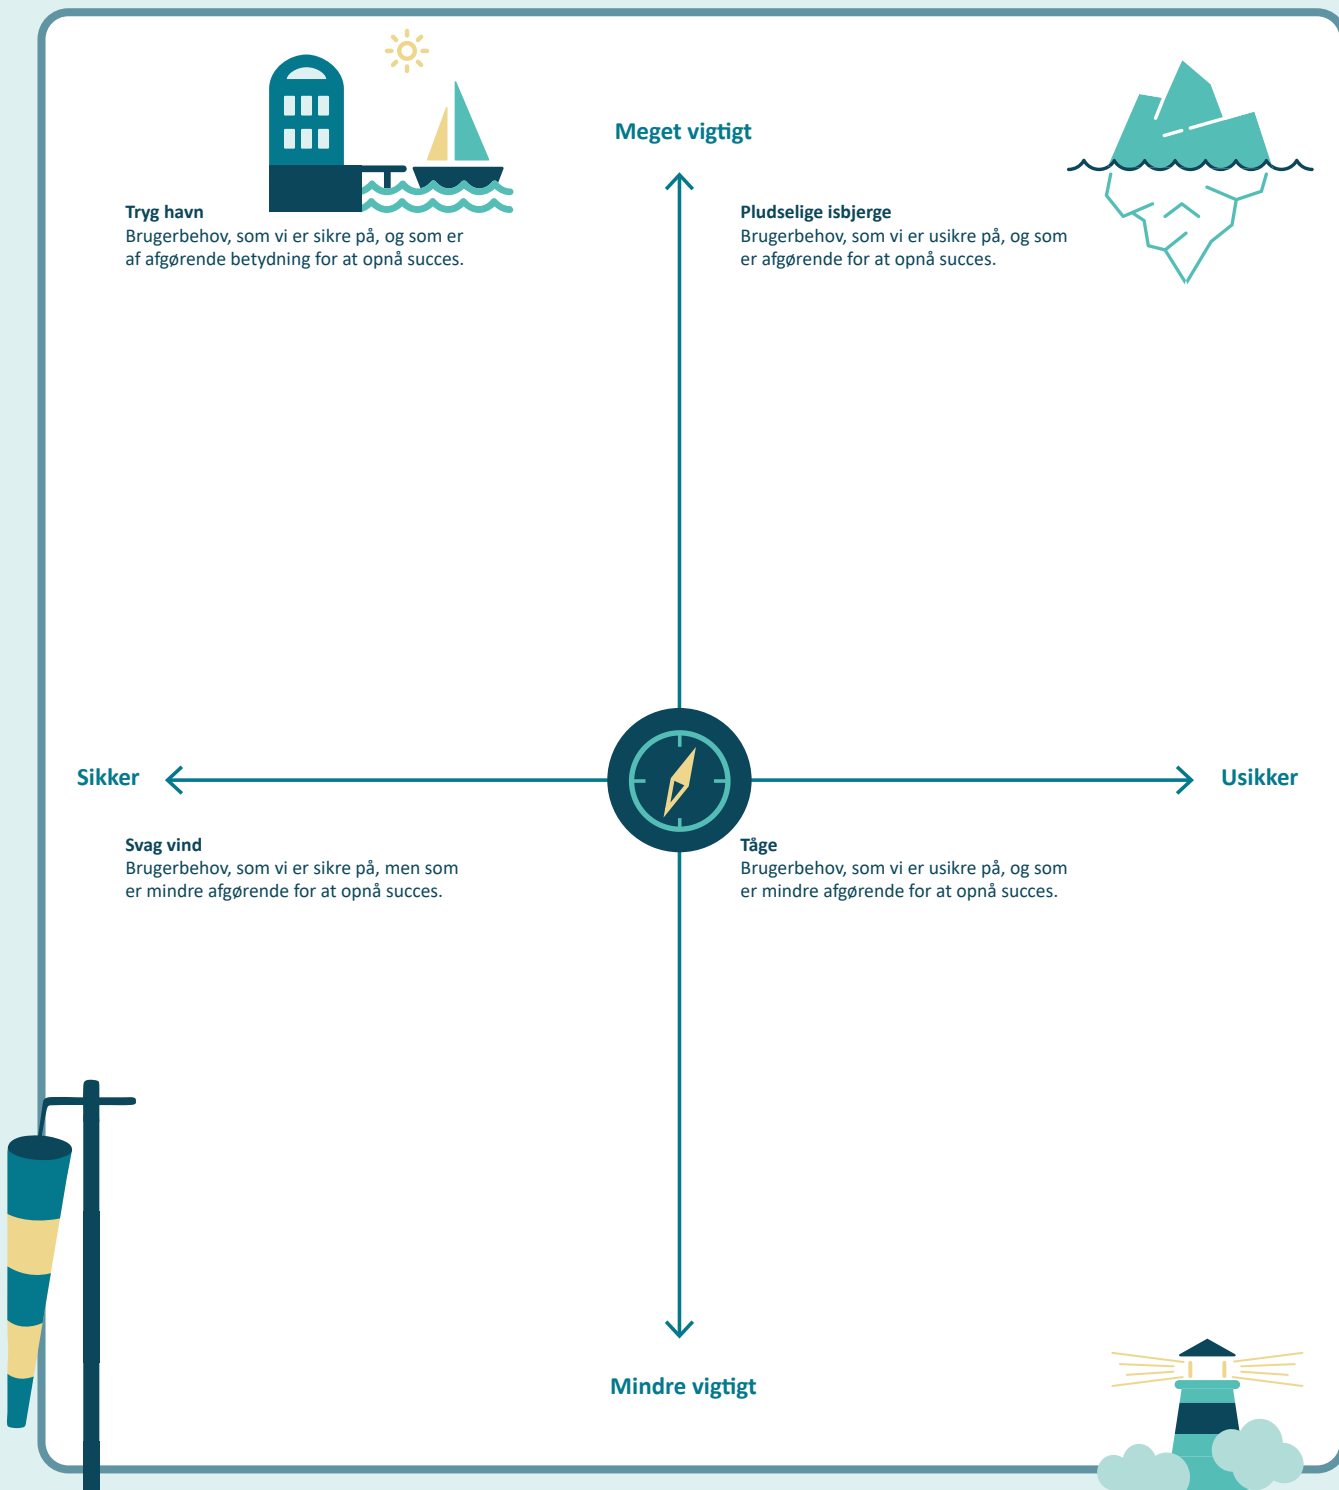 Meget vigtigt
Tryg havn
Brugerbehov, som vi er sikre på, og som er
af afgørende betydning for at opnå succes.
Pludselige isbjerge
Brugerbehov, som vi er usikre på, og som
er afgørende for at opnå succes.
Sikker
Usikker
Svag vind
Brugerbehov, som vi er sikre på, men som
er mindre afgørende for at opnå succes.
Tåge
Brugerbehov, som vi er usikre på, og som
er mindre afgørende for at opnå succes.
Mindre vigtigt